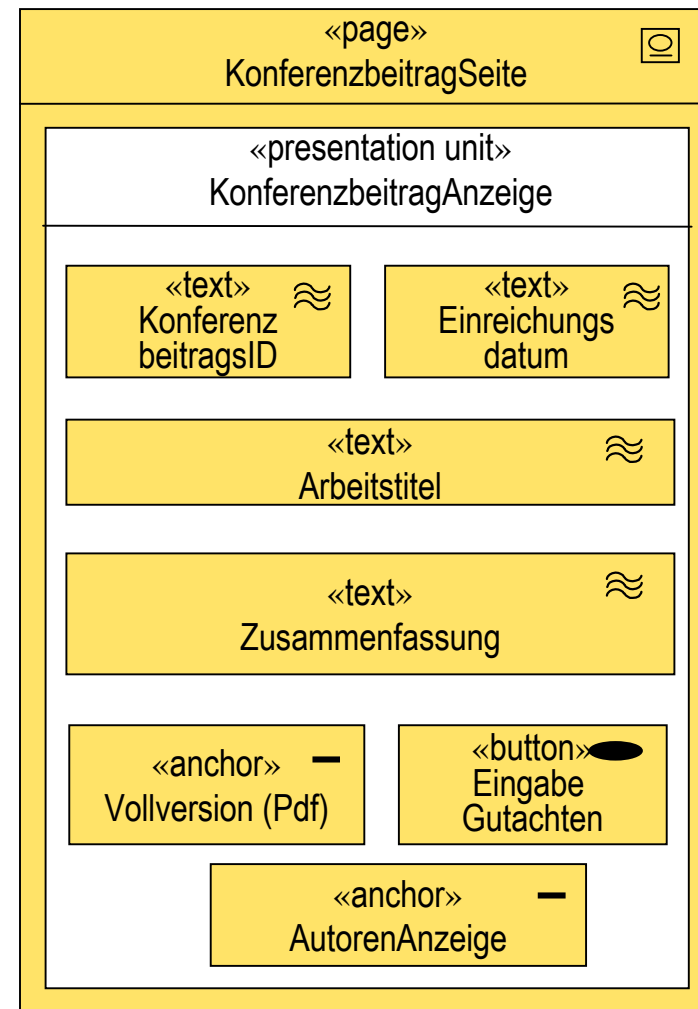 «page»
KonferenzbeitragSeite
«presentation unit»
KonferenzbeitragAnzeige
«text»
Konferenz
beitragsID
«text»
Einreichungs
datum
«text»
Arbeitstitel
«text»
Zusammenfassung
«anchor»
Vollversion (Pdf)
«button»
Eingabe
Gutachten
«anchor»
AutorenAnzeige